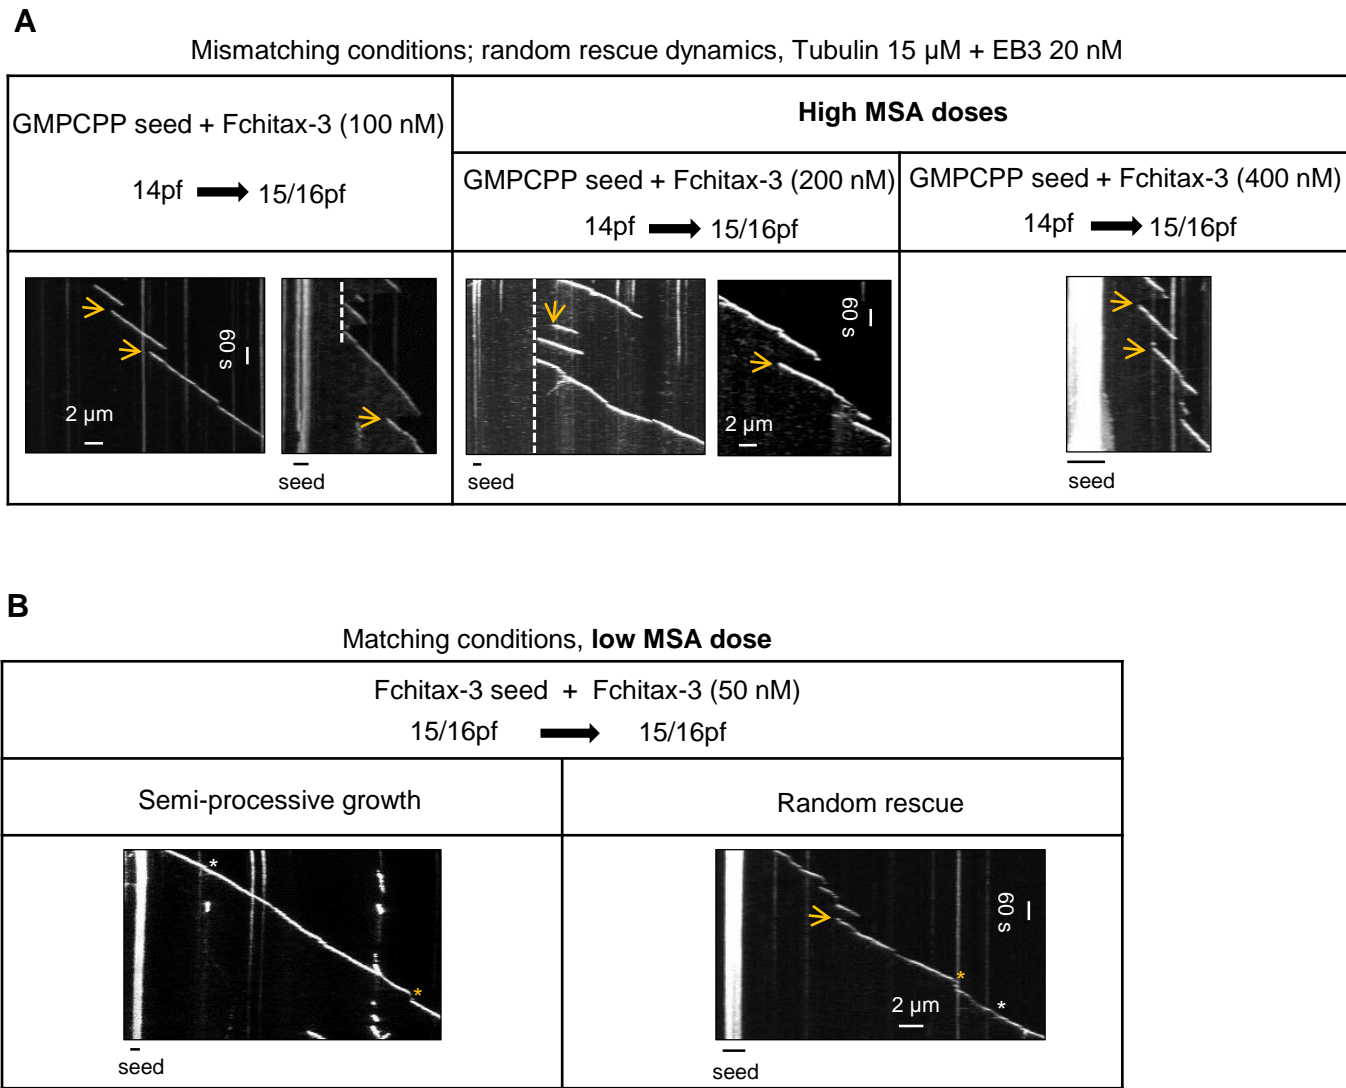 A
Mismatching conditions; random rescue dynamics, Tubulin 15 µM + EB3 20 nM
GMPCPP seed + Fchitax-3 (100 nM)
14pf 15/16pf
High MSA doses
GMPCPP seed + Fchitax-3 (200 nM)
14pf 15/16pf
GMPCPP seed + Fchitax-3 (400 nM)
14pf 15/16pf
60 s
2 µm
seed
60 s
2 µm
seed
seed
B
Matching conditions, low MSA dose
Fchitax-3 seed + Fchitax-3 (50 nM)
15/16pf 15/16pf
Semi-processive growth
Random rescue
*
*
seed
60 s
*
*
2 µm
seed